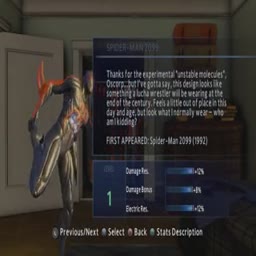 SPIDER-MAN 2099
Thanks for the experimental "unstable molecules",
Oscorp, but I've gotta say, this design looks like
something a lucha wrestler will be wearing at the
end of the century. Feels a little out of place in this
day and age, but look what I normally wear -- who
am I kidding?
FIRST APPEARED: Spider-Man 2099 (1992)
1
Damage Res. +12%
Damage Bonus +8%
Electric Res. +12%
Previous/Next Select Back Stats Description